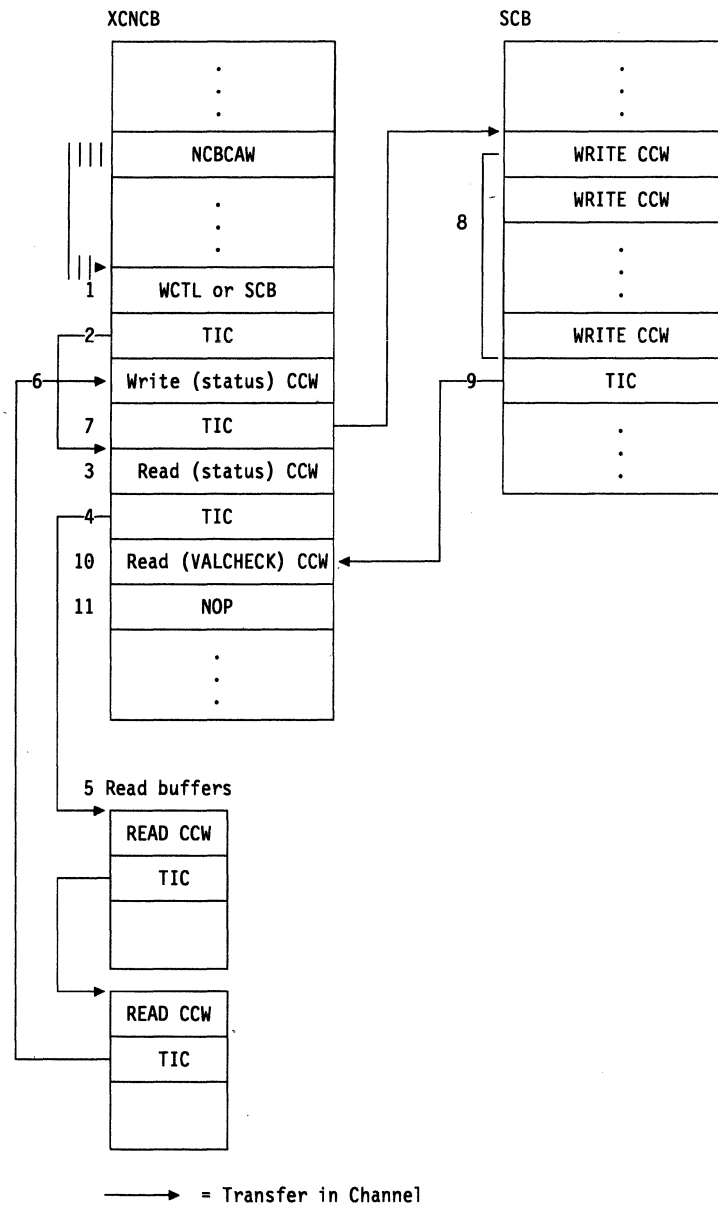 XCNCB
SCB
.
.
.
.
.
.
NCBCAW
WRITE CCW
WRITE CCW
.
.
.
8
.
.
.
1 WCTL or SCB
2 TIC
WRITE CCW
6 Write (status) CCW
9 TIC
7 TIC
.
.
.
3 Read (status) CCW
4 TIC
10 Read (VALCHECK) CCW
11 NOP
.
.
.
5 Read buffers
READ CCW
TIC
READ CCW
TIC
= Transfer in Channel